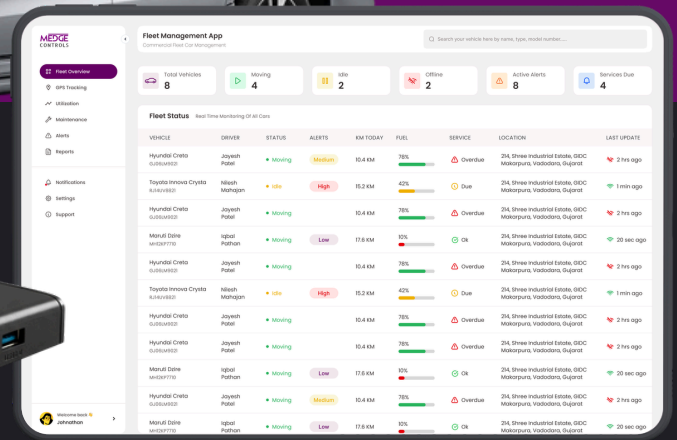 MEDGE
CONTROLS
Fleet Overview
GPS Tracking
Utilisation
Maintenance
Alerts
Reports
Notifications
Settings
Support
Welcome back
Johnathan
Fleet Management App
Commercial Fleet Car Management
Search your vehicle here by name, type, model number.....
Total Vehicles
8
Moving
4
Idle
2
Offline
2
Active Alerts
8
Services Due
4
Fleet Status Real Time Monitoring Of All Cars
VEHICLE DRIVER STATUS ALERTS KM TODAY FUEL SERVICE LOCATION LAST UPDATE
Hyundai Creta Jayesh Patel Moving Medium 10.4 KM 78% Overdue 214, Shree Industrial Estate, GIDC Makarpura, Vadodara, Gujarat 2 hrs ago
Toyota Innova Crysta Nilesh Mahajan Idle High 15.2 KM 42% Due 214, Shree Industrial Estate, GIDC Makarpura, Vadodara, Gujarat 1 min ago
Hyundai Creta Jayesh Patel Moving 10.4 KM 78% Overdue 214, Shree Industrial Estate, GIDC Makarpura, Vadodara, Gujarat 2 hrs ago
Maruti Dzire Iqbal Pathan Moving Low 17.6 KM 10% Ok 214, Shree Industrial Estate, GIDC Makarpura, Vadodara, Gujarat 20 sec ago
Hyundai Creta Jayesh Patel Moving 10.4 KM 78% Overdue 214, Shree Industrial Estate, GIDC Makarpura, Vadodara, Gujarat 2 hrs ago
Toyota Innova Crysta Nilesh Mahajan Idle High 15.2 KM 42% Due 214, Shree Industrial Estate, GIDC Makarpura, Vadodara, Gujarat 1 min ago
Hyundai Creta Jayesh Patel Moving 10.4 KM 78% Overdue 214, Shree Industrial Estate, GIDC Makarpura, Vadodara, Gujarat 2 hrs ago
Hyundai Creta Jayesh Patel Moving 10.4 KM 78% Overdue 214, Shree Industrial Estate, GIDC Makarpura, Vadodara, Gujarat 2 hrs ago
Maruti Dzire Iqbal Pathan Moving Low 17.6 KM 10% Ok 214, Shree Industrial Estate, GIDC Makarpura, Vadodara, Gujarat 20 sec ago
Hyundai Creta Jayesh Patel Moving Medium 10.4 KM 78% Overdue 214, Shree Industrial Estate, GIDC Makarpura, Vadodara, Gujarat 2 hrs ago
Maruti Dzire Iqbal Pathan Moving Low 17.6 KM 10% Ok 214, Shree Industrial Estate, GIDC Makarpura, Vadodara, Gujarat 20 sec ago